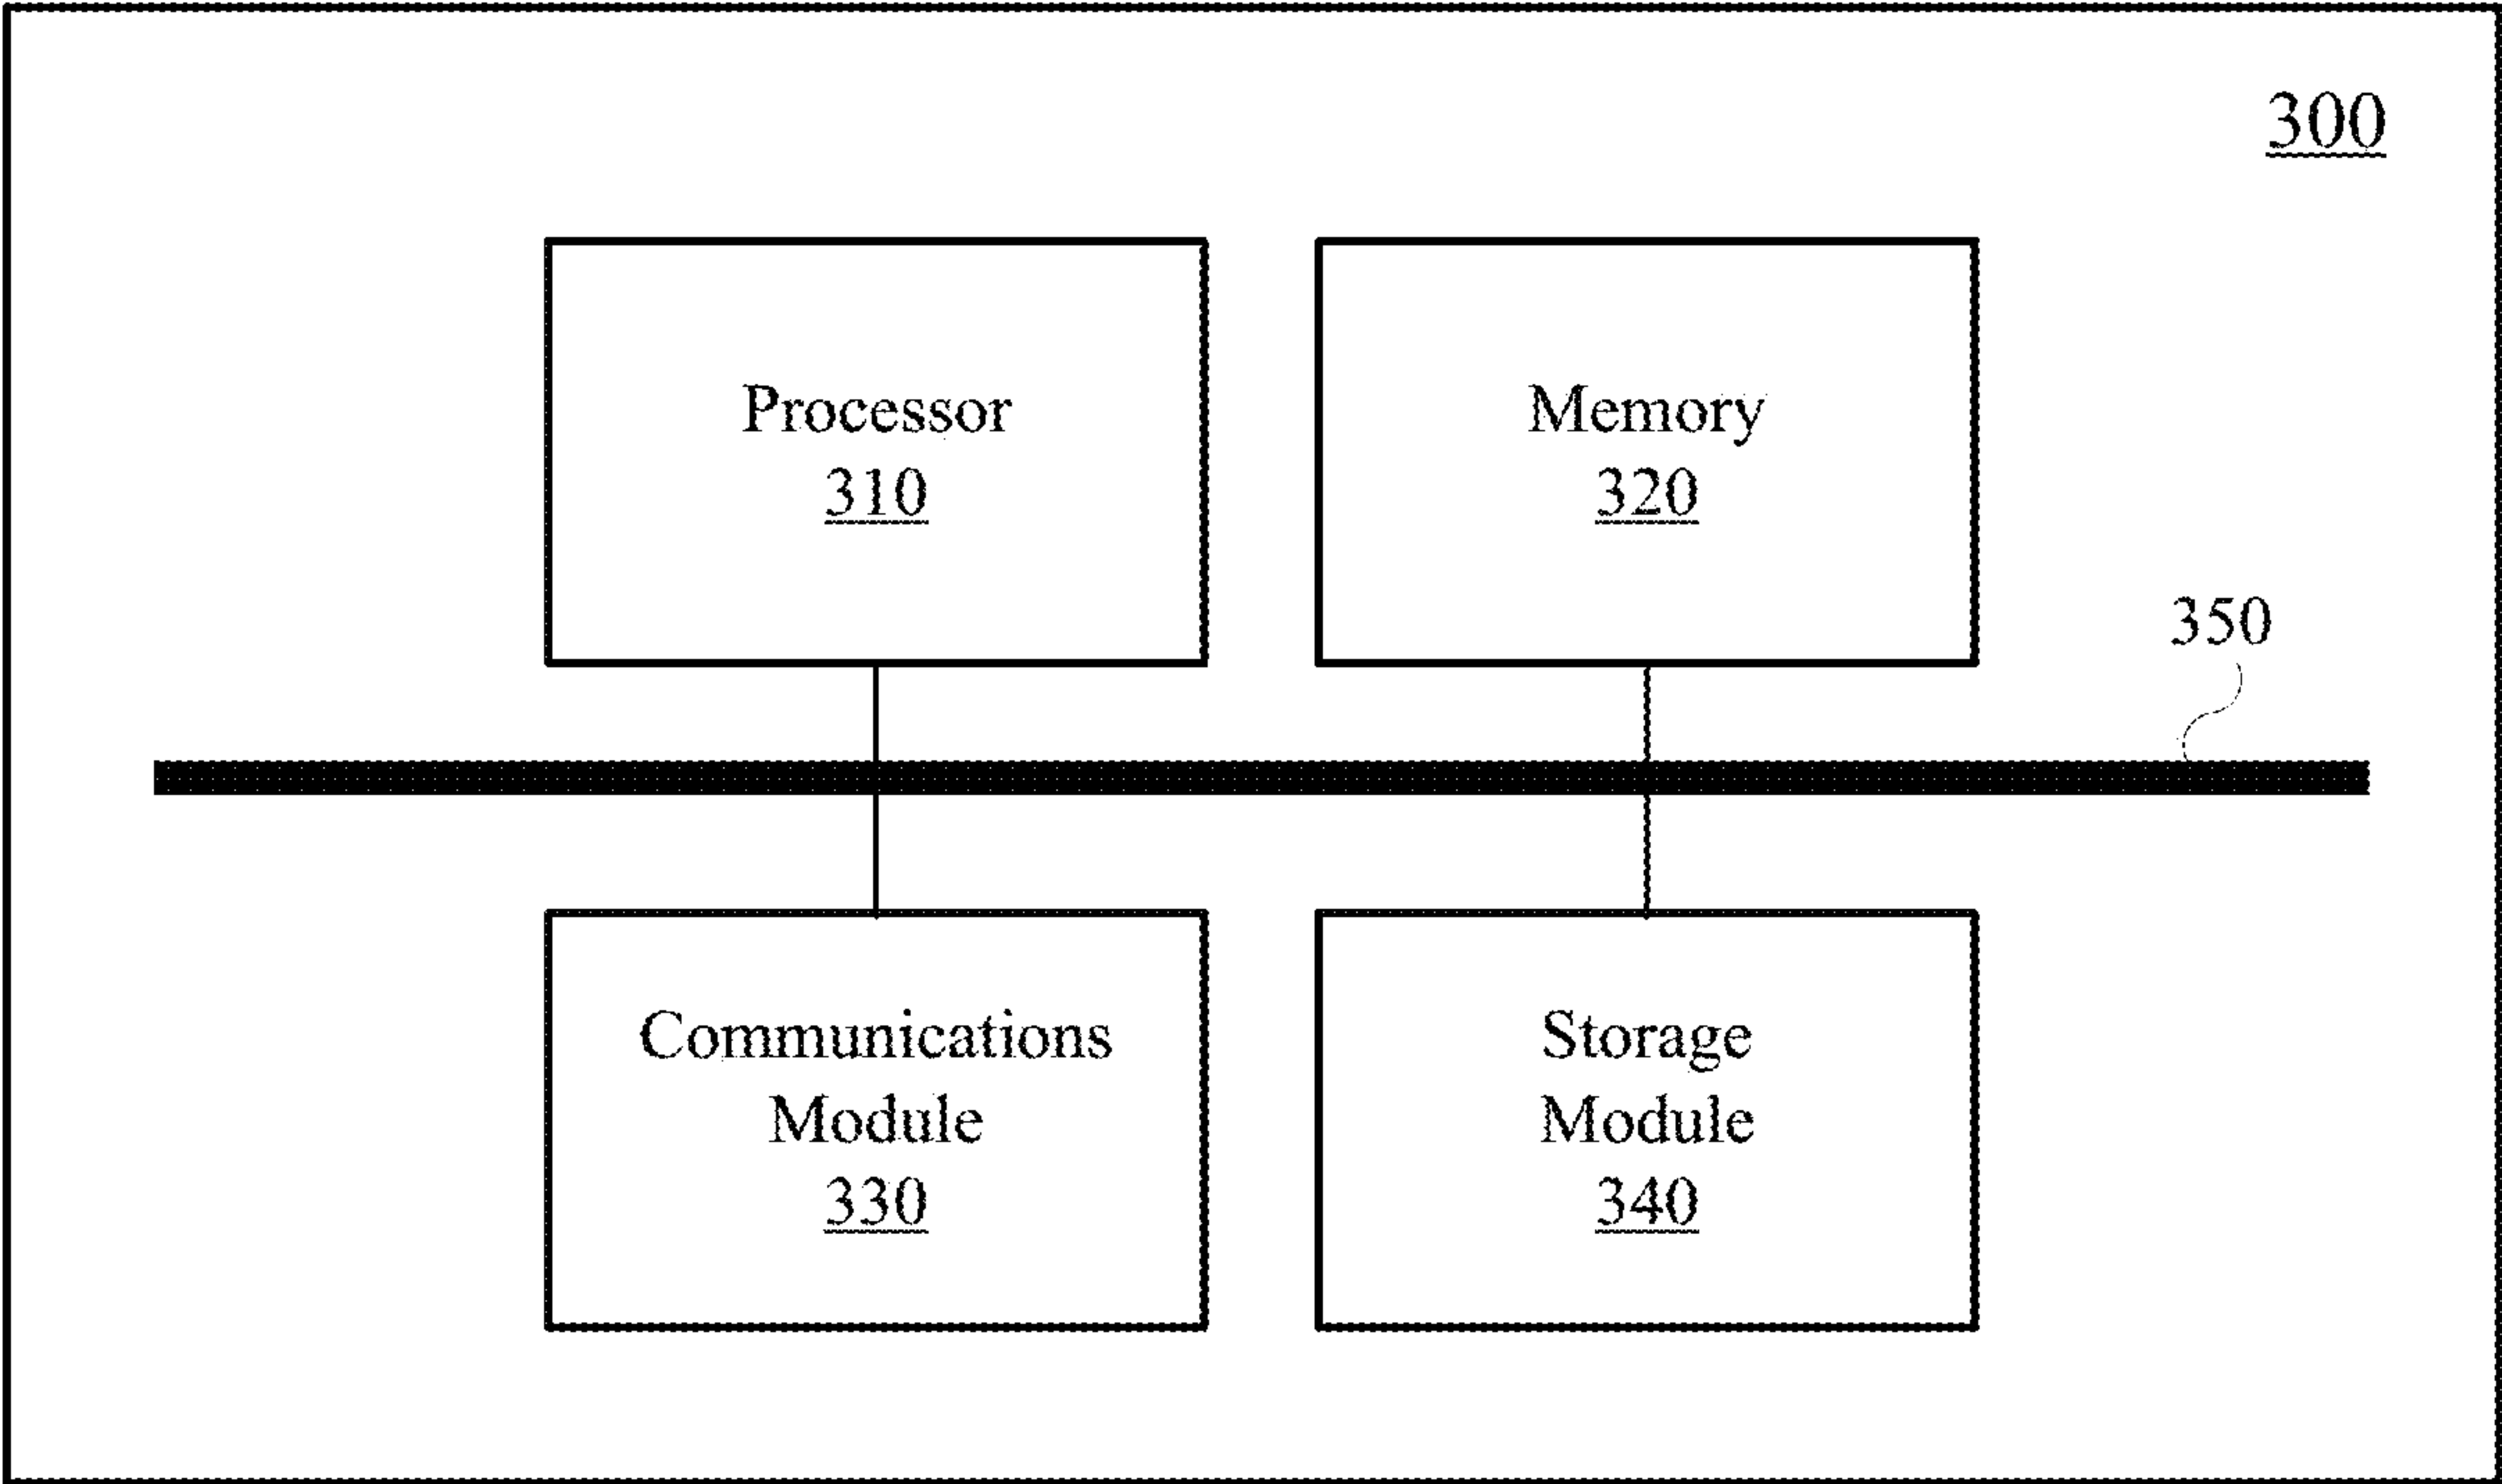 300
Processor
310
Memory
320
350
Communications
Module
330
Storage
Module
340